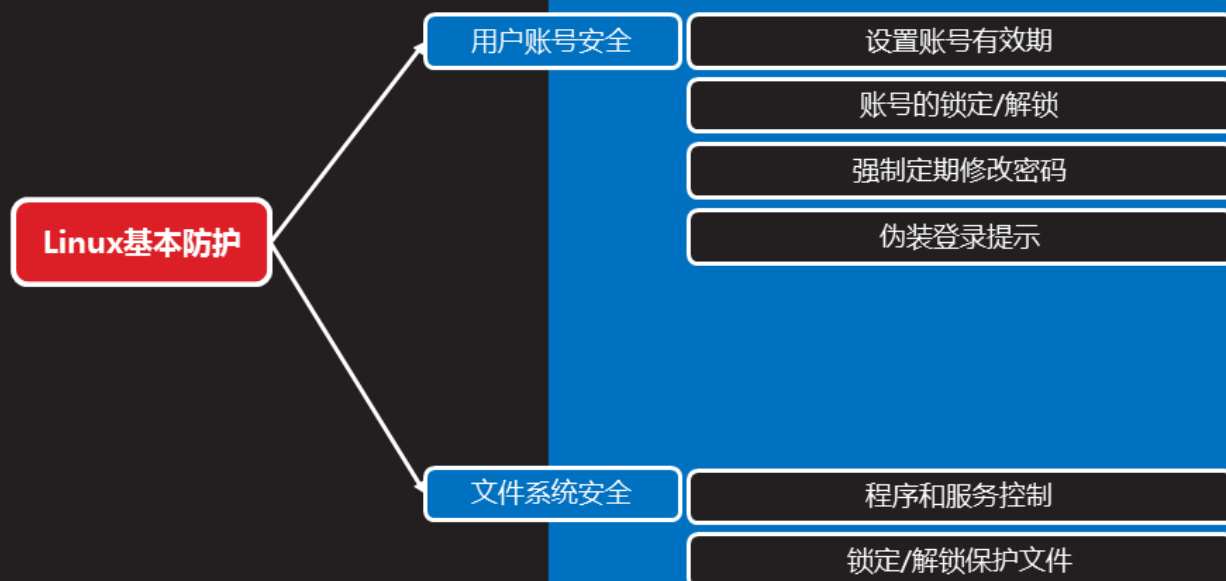 Linux基本防护
用户账号安全
设置账号有效期
账号的锁定/解锁
强制定期修改密码
伪装登录提示
文件系统安全
程序和服务控制
锁定/解锁保护文件